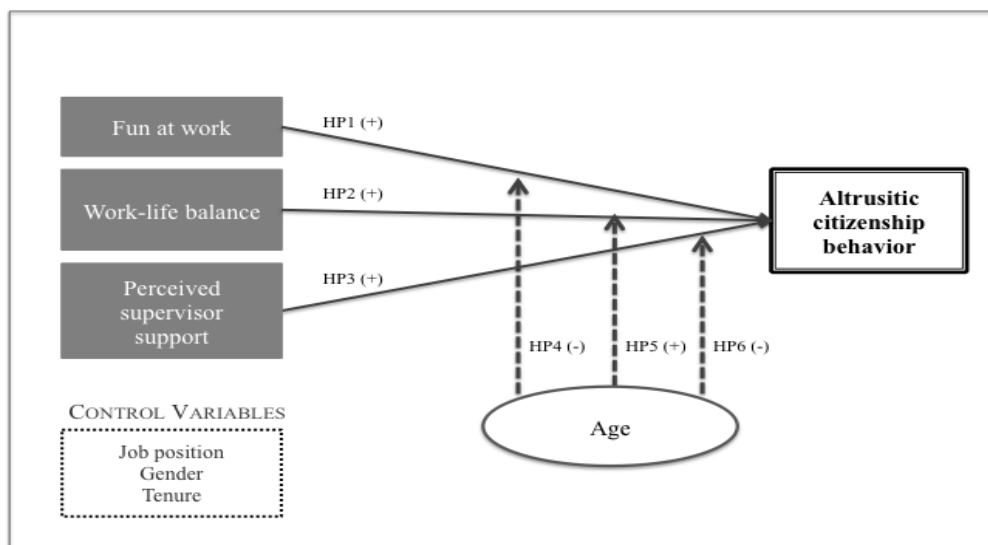 Fun at work
HP1 (+)
Work-life balance
HP2 (+)
Perceived
supervisor
support
HP3 (+)
Altrusitic
citizenship
behavior
HP4 (-)
HP5 (+)
HP6 (-)
Age
CONTROL VARIABLES
Job position
Gender
Tenure